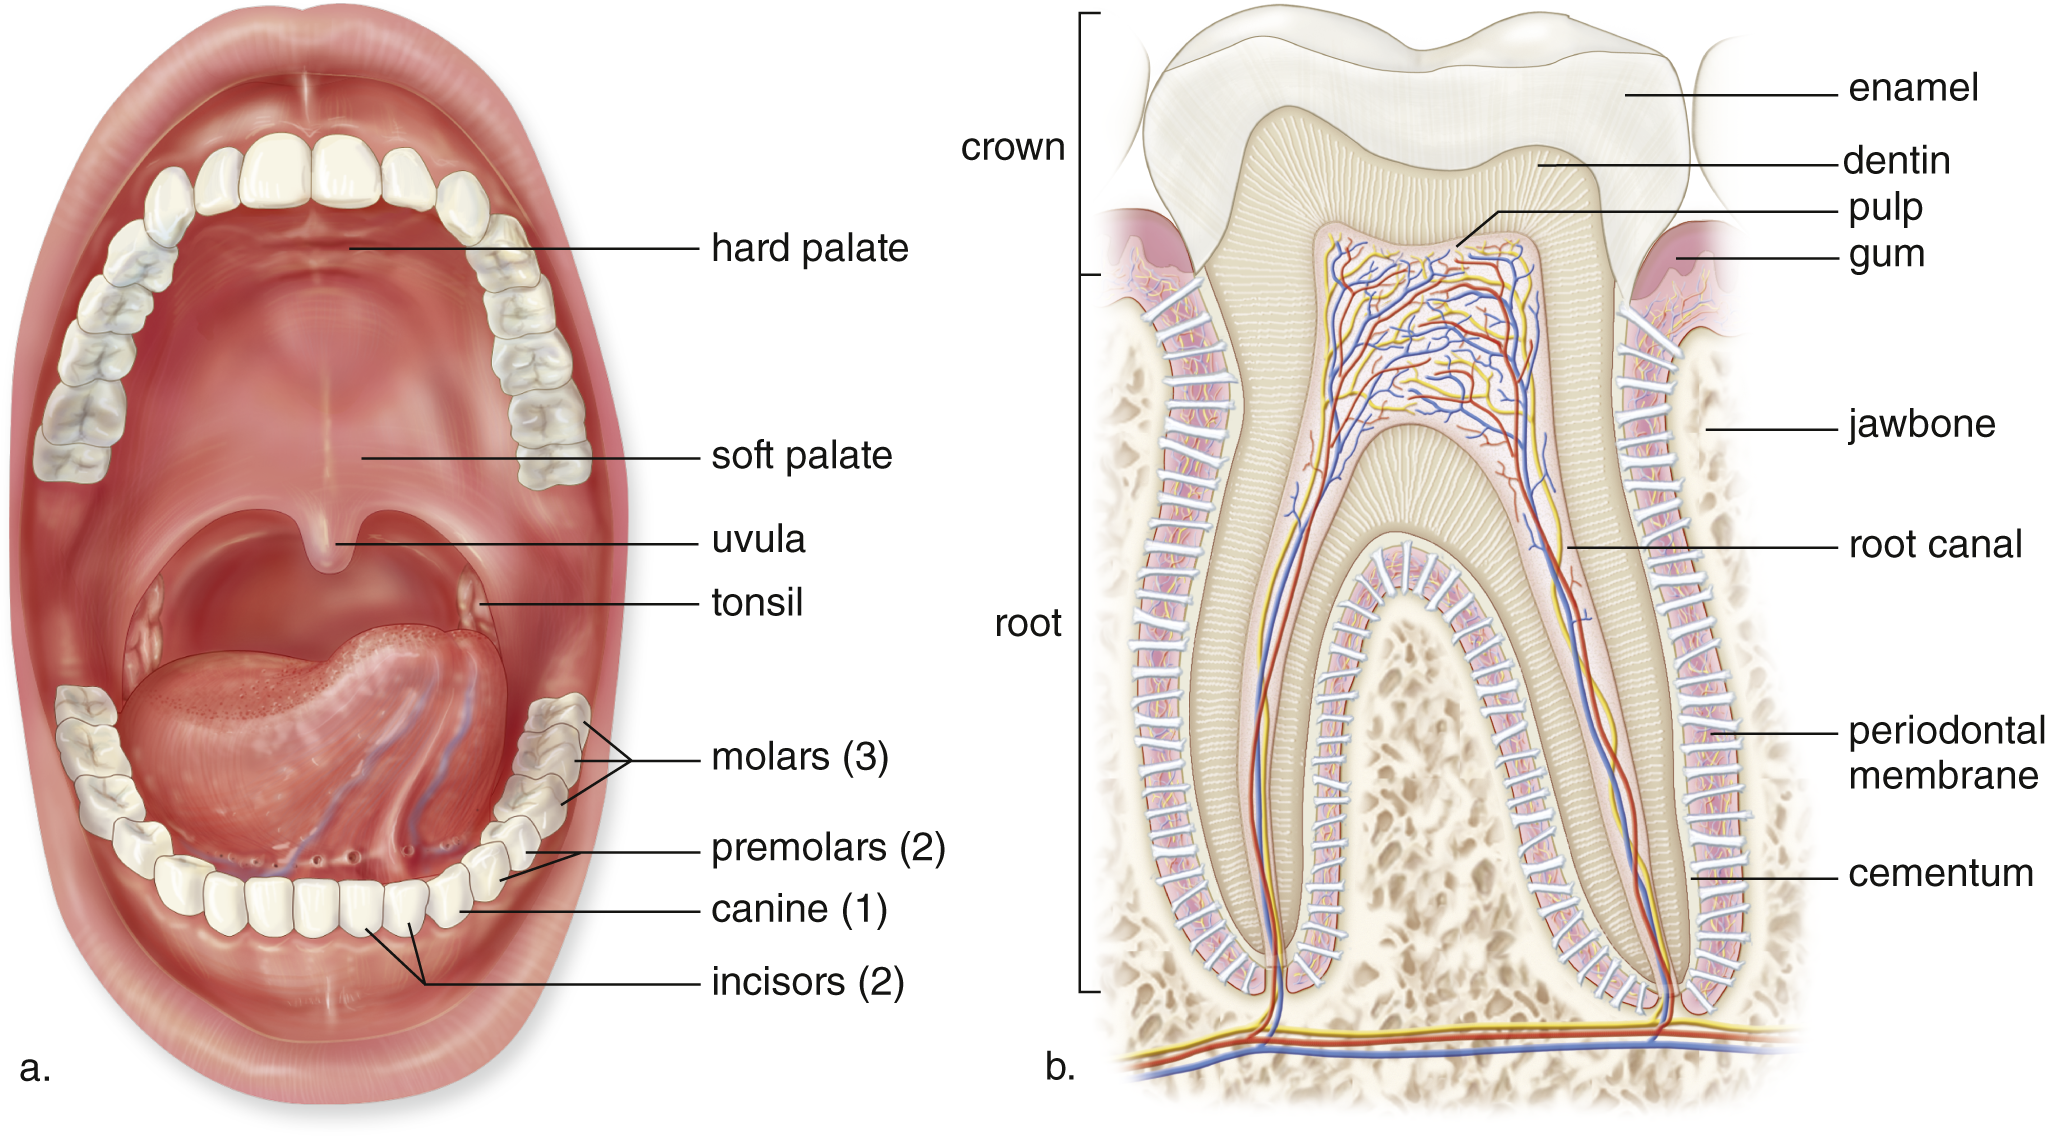 hard palate
soft palate
uvula
tonsil
molars (3)
premolars (2)
canine (1)
incisors (2)
a.
crown
root
enamel
dentin
pulp
gum
jawbone
root canal
periodontal
membrane
cementum
b.